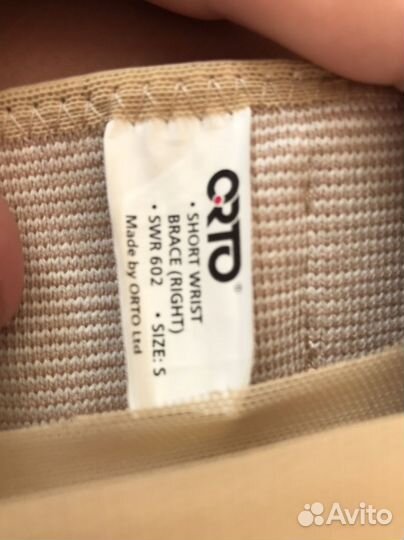 ORTO®
• SHORT WRIST
BRACE (RIGHT)
• SWR 602 • SIZE: S
Made by ORTO Ltd
Avito